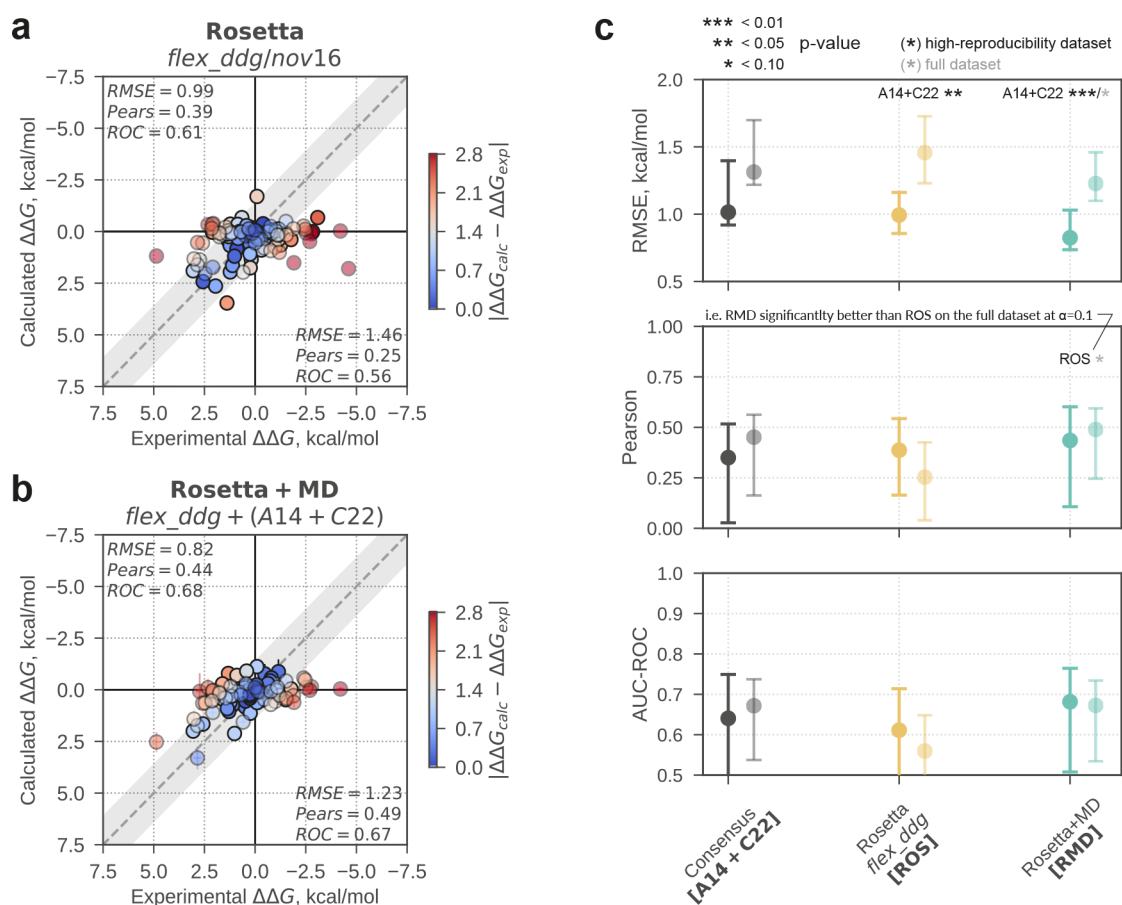 a
Rosetta
flex_ddg/nov16
−7.5
−5.0
−2.5
0.0
2.5
5.0
7.5
Calculated ΔΔG, kcal/mol
RMSE = 0.99
Pears = 0.39
ROC = 0.61
RMSE = 1.46
Pears = 0.25
ROC = 0.56
7.5 5.0 2.5 0.0 −2.5 −5.0 −7.5
Experimental ΔΔG, kcal/mol
2.8
2.1
1.4
0.7
0.0
|ΔΔGcalc − ΔΔGexp|
b
Rosetta + MD
flex_ddg + (A14 + C22)
−7.5
−5.0
−2.5
0.0
2.5
5.0
7.5
Calculated ΔΔG, kcal/mol
RMSE = 0.82
Pears = 0.44
ROC = 0.68
RMSE = 1.23
Pears = 0.49
ROC = 0.67
7.5 5.0 2.5 0.0 −2.5 −5.0 −7.5
Experimental ΔΔG, kcal/mol
2.8
2.1
1.4
0.7
0.0
|ΔΔGcalc − ΔΔGexp|
c
*** < 0.01
** < 0.05
* < 0.10
p-value
(*) high-reproducibility dataset
(*) full dataset
2.0
1.5
1.0
0.5
RMSE, kcal/mol
A14+C22 **
A14+C22 ***/*
1.00
0.75
0.50
0.25
0.00
Pearson
i.e. RMD significantlty better than ROS on the full dataset at α=0.1
ROS *
1.0
0.9
0.8
0.7
0.6
0.5
AUC-ROC
Consensus
[A14 + C22]
Rosetta
flex_ddg
[ROS]
Rosetta+MD
[RMD]